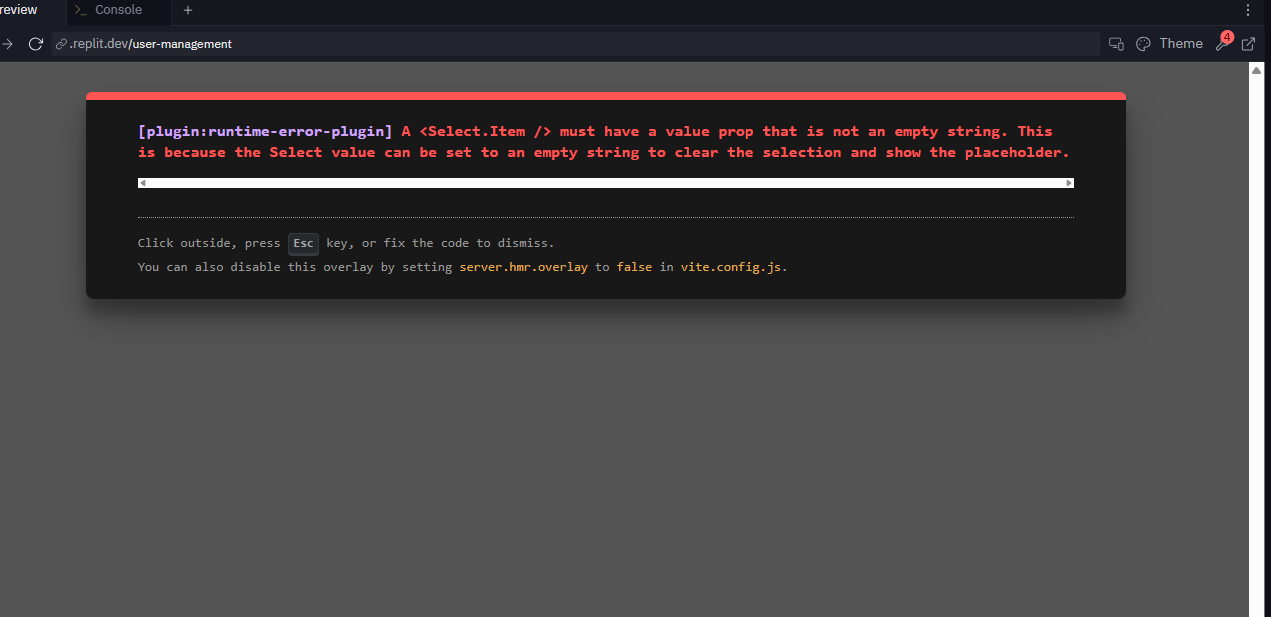 review >_ Console +
.replit.dev/user-management Theme 4
[plugin:runtime-error-plugin] A <Select.Item /> must have a value prop that is not an empty string. This
is because the Select value can be set to an empty string to clear the selection and show the placeholder.
Click outside, press Esc key, or fix the code to dismiss.
You can also disable this overlay by setting server.hmr.overlay to false in vite.config.js.